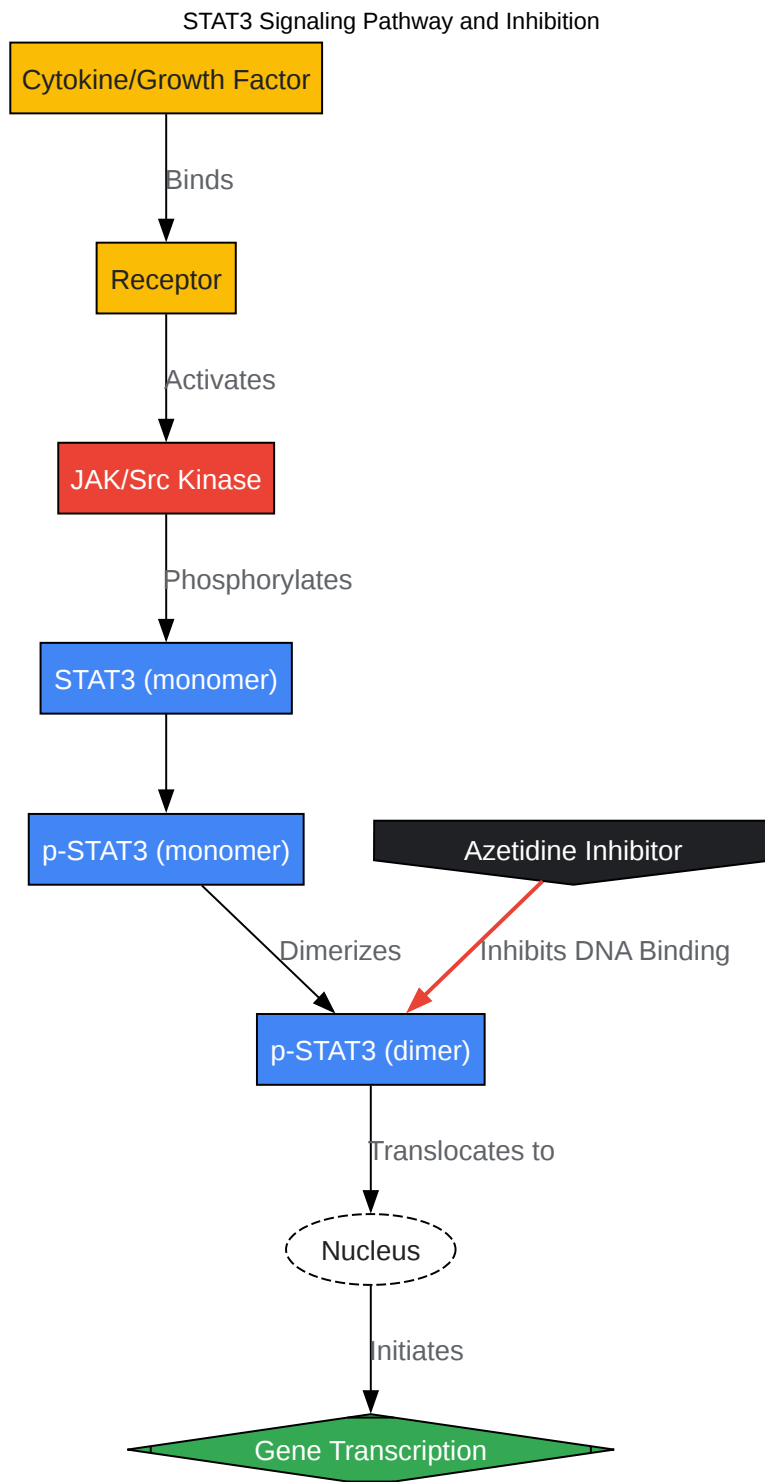 STAT3 Signaling Pathway and Inhibition
Cytokine/Growth Factor
Binds
Receptor
Activates
JAK/Src Kinase
Phosphorylates
STAT3 (monomer)
p-STAT3 (monomer)
Azetidine Inhibitor
Dimerizes
Inhibits DNA Binding
p-STAT3 (dimer)
Translocates to
Nucleus
Initiates
Gene Transcription